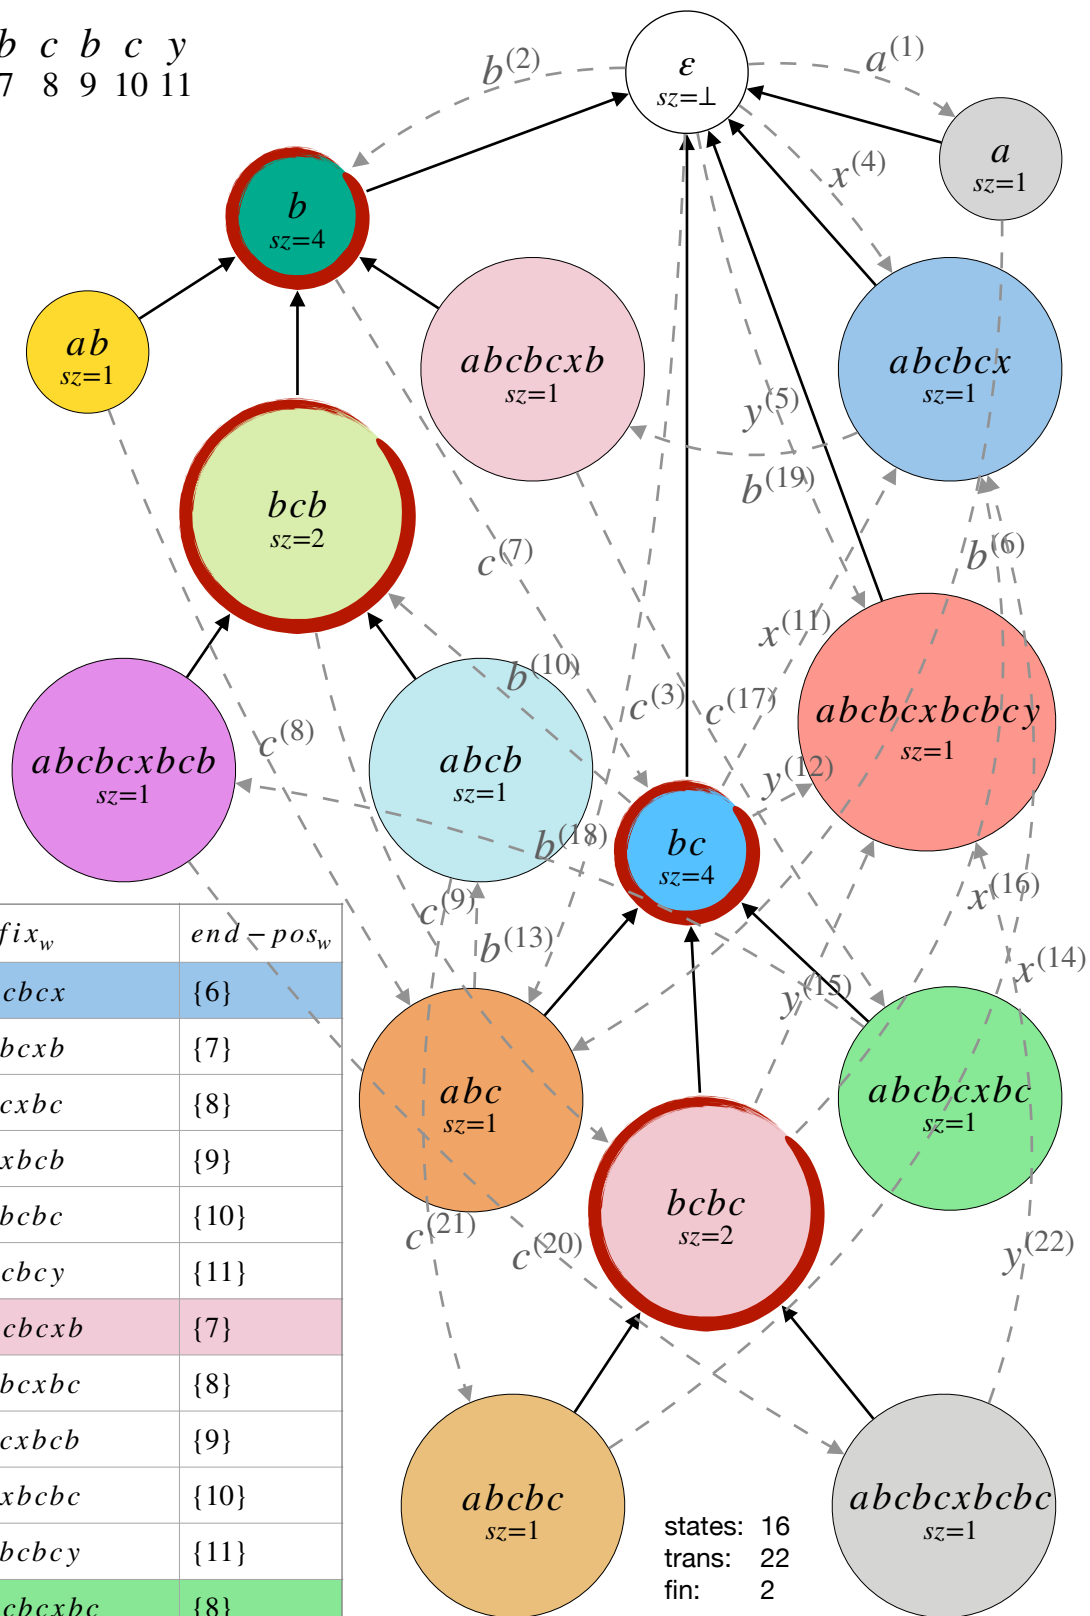 b c b c y
7 8 9 10 11
ε
sz=⊥
b(2)
a(1)
a
sz=1
x(4)
b
sz=4
ab
sz=1
abcbcxb
sz=1
abcbcx
sz=1
y(5)
b(19)
bcb
sz=2
c(7)
b(6)
x(11)
b(10)
c(3)
c(17)
abcbcxbcbcy
sz=1
c(8)
abcbcxbcb
sz=1
abcb
sz=1
y(12)
b(18)
bc
sz=4
c(9)
x(16)
b(13)
x(14)
y(15)
fixw end-posw
cbcx {6}
bcxb {7}
cxbc {8}
xbcb {9}
bcbc {10}
cbcy {11}
cbcxb {7}
bcxbc {8}
cxbcb {9}
xbcbc {10}
bcbcy {11}
cbcxbc {8}
abc
sz=1
abcbcxbc
sz=1
bcbc
sz=2
c(21)
c(20)
y(22)
abcbc
sz=1
abcbcxbcbc
sz=1
states: 16
trans: 22
fin: 2